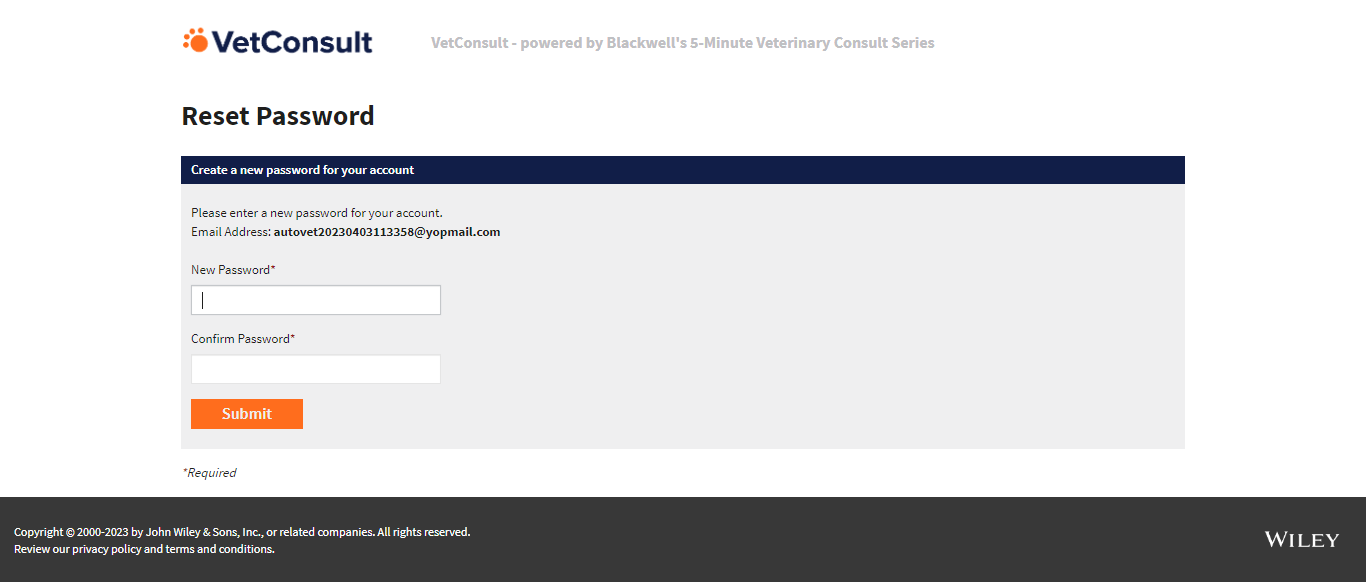 VetConsult
VetConsult - powered by Blackwell's 5-Minute Veterinary Consult Series
Reset Password
Create a new password for your account
Please enter a new password for your account.
Email Address: autovet20230403113358@yopmail.com
New Password*
Confirm Password*
Submit
*Required
Copyright © 2000-2023 by John Wiley & Sons, Inc., or related companies. All rights reserved.
Review our privacy policy and terms and conditions.
WILEY